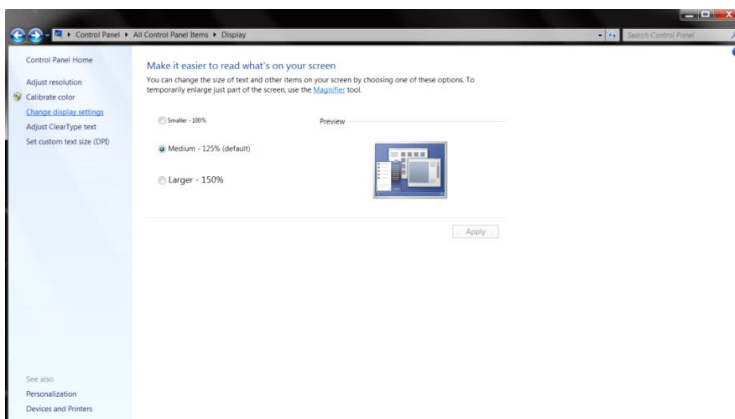 Control Panel ▸ All Control Panel Items ▸ Display
Search Control Panel
Control Panel Home
Adjust resolution
Calibrate color
Change display settings
Adjust ClearType text
Set custom text size (DPI)
Make it easier to read what's on your screen
You can change the size of text and other items on your screen by choosing one of these options. To
temporarily enlarge just part of the screen, use the Magnifier tool.
Smaller - 100%
Preview
Medium - 125% (default)
Larger - 150%
Apply
See also
Personalization
Devices and Printers